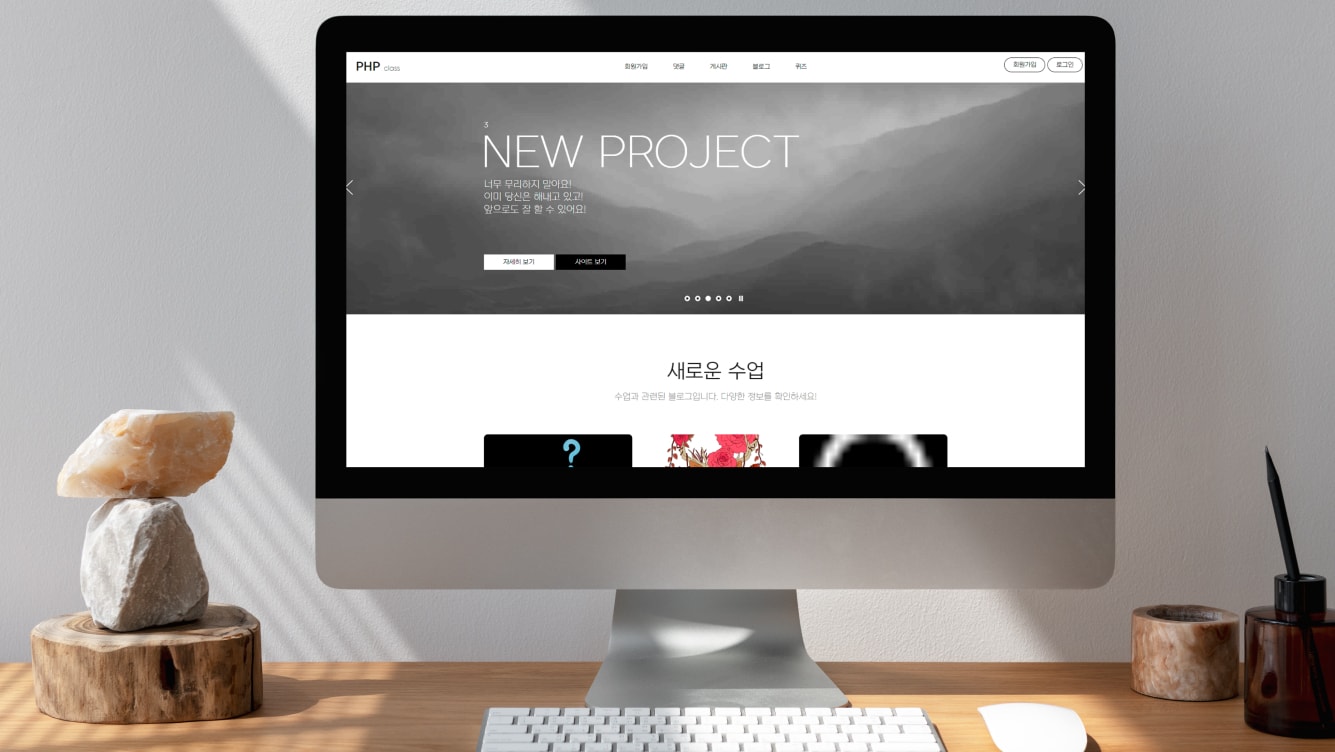 PHP class
회원가입 댓글 게시판 블로그 퀴즈
회원가입 로그인
3
NEW PROJECT
너무 무리하지 말아요!
이미 당신은 해내고 있고!
앞으로도 잘 할 수 있어요!
자세히 보기 사이트 보기
새로운 수업
수업과 관련된 블로그입니다. 다양한 정보를 확인하세요!
?